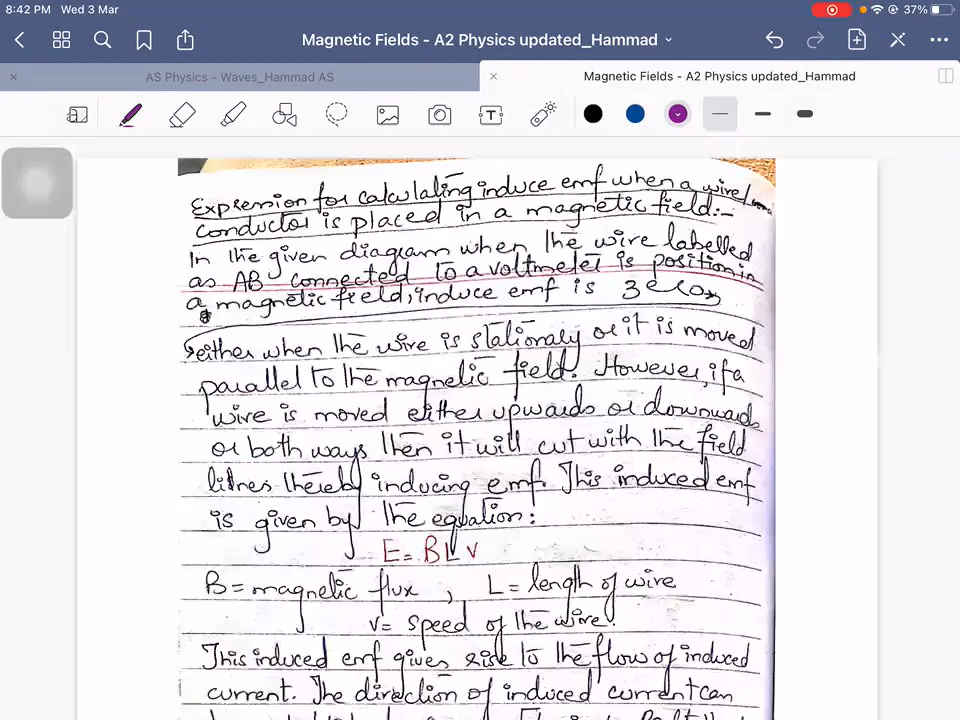 8:42 PM Wed 3 Mar
37%
Magnetic Fields - A2 Physics updated_Hammad
AS Physics - Waves_Hammad AS
Magnetic Fields - A2 Physics updated_Hammad
Expression for calculating induce emf when a wire/
conductor is placed in a magnetic field:-
In the given diagram when the wire labelled
as AB connected to a voltmeter is position in
a magnetic field, induce emf is zero,
either when the wire is stationary or it is moved
parallel to the magnetic field. However, if a
wire is moved either upwards or downwards
or both ways then it will cut with the field
lines thereby inducing emf. This induced emf
is given by the equation:
E = BLv
B = magnetic flux, L = length of wire
v = speed of the wire.
This induced emf gives rise to the flow of induced
current. The direction of induced current can